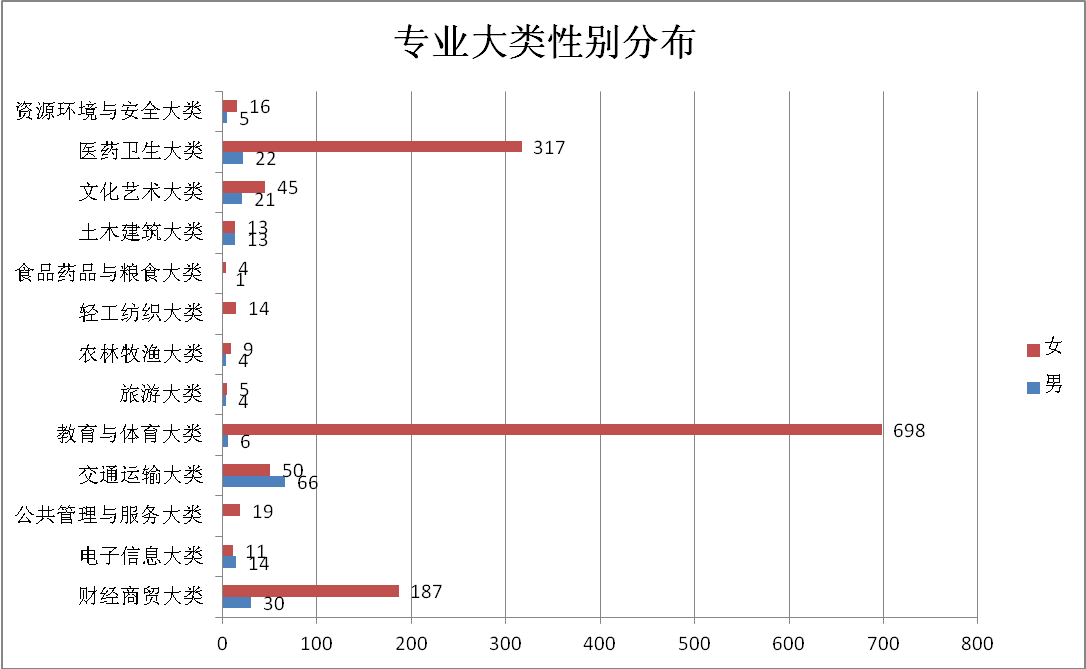 专业大类性别分布
资源环境与安全大类 16
5
医药卫生大类 317
22
文化艺术大类 45
21
土木建筑大类 13
13
食品药品与粮食大类 4
1
轻工纺织大类 14
农林牧渔大类 9
4
旅游大类 5
4
教育与体育大类 698
6
交通运输大类 50
66
公共管理与服务大类 19
电子信息大类 11
14
财经商贸大类 187
30
0 100 200 300 400 500 600 700 800
女
男